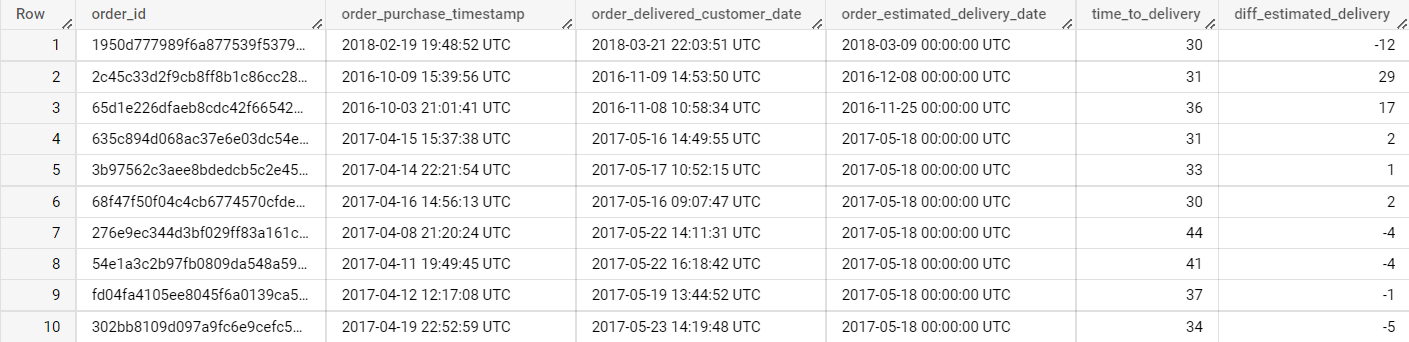 Row order_id order_purchase_timestamp order_delivered_customer_date order_estimated_delivery_date time_to_delivery diff_estimated_delivery
1 1950d777989f6a877539f5379... 2018-02-19 19:48:52 UTC 2018-03-21 22:03:51 UTC 2018-03-09 00:00:00 UTC 30 -12
2 2c45c33d2f9cb8ff8b1c86cc28... 2016-10-09 15:39:56 UTC 2016-11-09 14:53:50 UTC 2016-12-08 00:00:00 UTC 31 29
3 65d1e226dfaeb8cdc42f66542... 2016-10-03 21:01:41 UTC 2016-11-08 10:58:34 UTC 2016-11-25 00:00:00 UTC 36 17
4 635c894d068ac37e6e03dc54e... 2017-04-15 15:37:38 UTC 2017-05-16 14:49:55 UTC 2017-05-18 00:00:00 UTC 31 2
5 3b97562c3aee8bdedcb5c2e45... 2017-04-14 22:21:54 UTC 2017-05-17 10:52:15 UTC 2017-05-18 00:00:00 UTC 33 1
6 68f47f50f04c4cb6774570cfde... 2017-04-16 14:56:13 UTC 2017-05-16 09:07:47 UTC 2017-05-18 00:00:00 UTC 30 2
7 276e9ec344d3bf029ff83a161c... 2017-04-08 21:20:24 UTC 2017-05-22 14:11:31 UTC 2017-05-18 00:00:00 UTC 44 -4
8 54e1a3c2b97fb0809da548a59... 2017-04-11 19:49:45 UTC 2017-05-22 16:18:42 UTC 2017-05-18 00:00:00 UTC 41 -4
9 fd04fa4105ee8045f6a0139ca5... 2017-04-12 12:17:08 UTC 2017-05-19 13:44:52 UTC 2017-05-18 00:00:00 UTC 37 -1
10 302bb8109d097a9fc6e9cefc5... 2017-04-19 22:52:59 UTC 2017-05-23 14:19:48 UTC 2017-05-18 00:00:00 UTC 34 -5